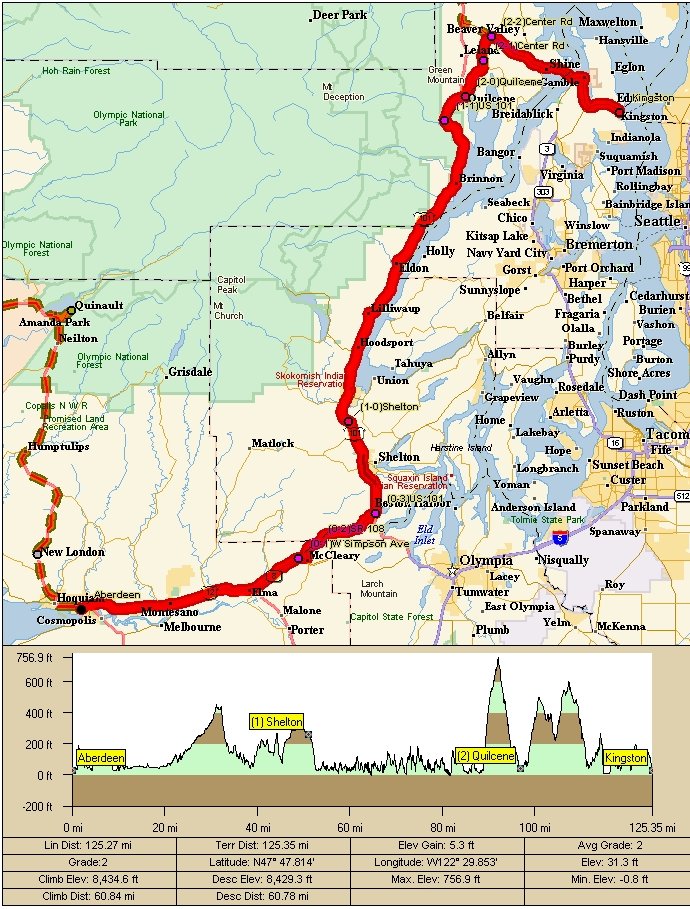 Deer Park
Beaver Valley
(2-2)Center Rd
Maxwelton
Hansville
Leland
Center Rd
Shine
Eglon
Hoh Rain Forest
Green
Mountain
Mt
Deception
(2-0)Quilcene
Gamble
Quilcene
(1-1)US 101
Kingston
Kingston
Olympic National
Park
Breidablick
Indianola
Bangor
3
Suquamish
Virginia
Port Madison
Brinnon
303
Rollingbay
Seabeck
Bainbridge Islan
Chico
101
Winslow
Seattle
Kitsap Lake
Olympic National
Forest
Holly
Navy Yard City
Bremerton
Eldon
Gorst
Port Orchard
99
Capitol
Peak
Sunnyslope
Harper
Bethel
Cedarhurst
Quinault
Mt
Church
Lilliwaup
Belfair
Fragaria
Burien
Amanda Park
Olalla
Vashon
Neilton
Hoodsport
Allyn
Burley
Portage
Olympic National
Forest
Tahuya
Purdy
Burton
Grisdale
Skokomish Indian
Reservation
Union
Vaughn
Rosedale
Shore Acres
Grapeview
Dash Point
Copalis N W R
(1-0)Shelton
Arletta
Ruston
Promised Land
Recreation Area
Home
Lakebay
101
16
Tacom
Humptulips
Matlock
Harstine Island
Hope
Fife
Shelton
Longbranch
Sunset Beach
Squaxin Island
ian Reservation
Yoman
Custer
(0-3)US 101
Boston Harbor
Anderson Island
Parkland
512
Tolmie State Park
(0-2)SR-108
Eld
Inlet
Spanaway
(0-1)W Simpson Ave
5
New London
McCleary
Olympia
Nisqually
Lacey
Hoquiam
Aberdeen
Elma
Larch
Mountain
Tumwater
Roy
Cosmopolis
Montesano
Malone
Capitol State Forest
East Olympia
Melbourne
Porter
Plumb
Yelm
McKenna
756.9 ft
600 ft
400 ft
(1) Shelton
200 ft
Aberdeen
(2) Quilcene
Kingston
0 ft
-200 ft
0 mi
20 mi
40 mi
60 mi
80 mi
100 mi
125.35 mi
Lin Dist: 125.27 mi
Terr Dist: 125.35 mi
Elev Gain: 5.3 ft
Avg Grade: 2
Grade:2
Latitude: N47° 47.814'
Longitude: W122° 29.853'
Elev: 31.3 ft
Climb Elev: 8,434.6 ft
Desc Elev: 8,429.3 ft
Max. Elev: 756.9 ft
Min. Elev: -0.8 ft
Climb Dist: 60.84 mi
Desc Dist: 60.78 mi